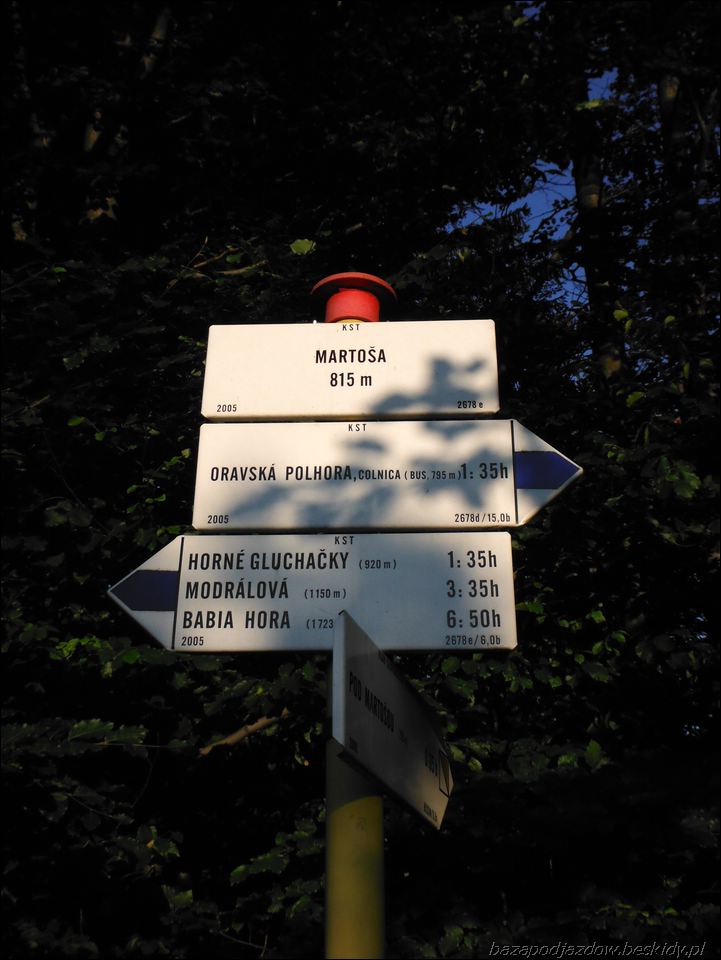 KST
MARTOŠA
815 m
2005 2678 e
KST
ORAVSKÁ POLHORA, COLNICA (BUS, 795 m) 1:35h
2005 2678d/15,0b
KST
HORNÉ GLUCHAČKY (920 m) 1:35h
MODRÁLOVÁ (1150 m) 3:35h
BABIA HORA (1723 6:50h
2005 2678e/6,0b
POD MARTOŠOU
bazapodjazdow.beskidy.pl